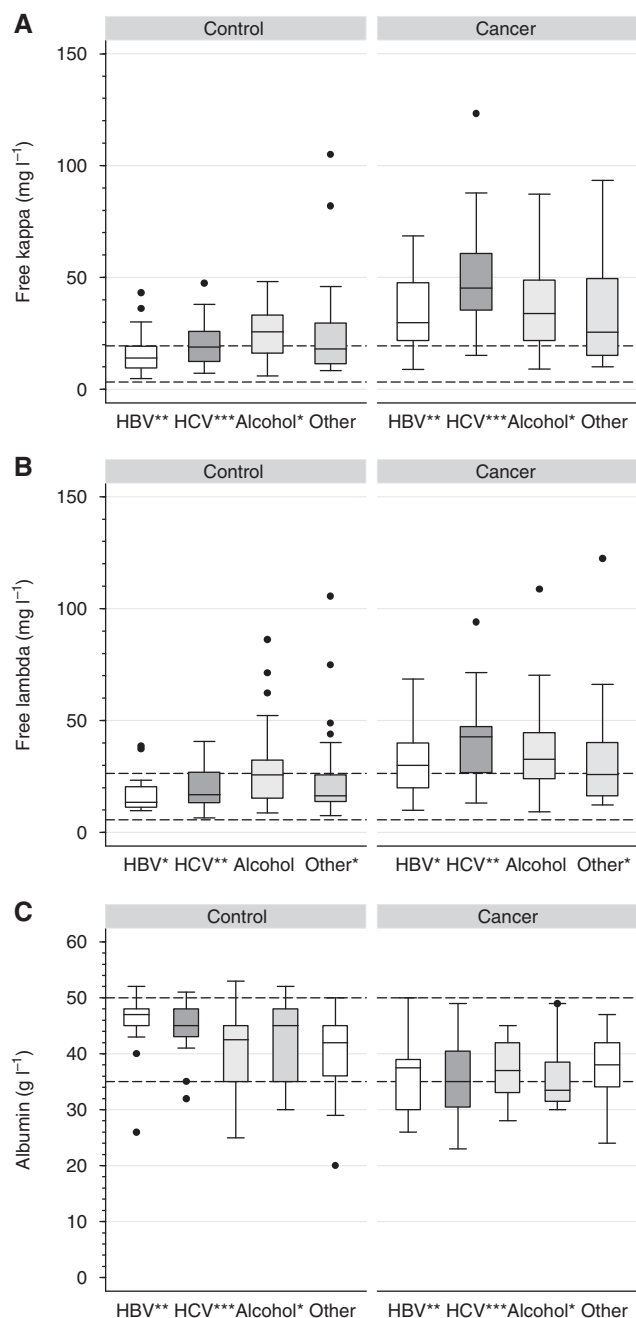 A
Control Cancer
150
100
50
0
Free kappa (mg l⁻¹)
HBV** HCV***Alcohol* Other HBV** HCV***Alcohol* Other
B
Control Cancer
150
100
50
0
Free lambda (mg l⁻¹)
HBV* HCV** Alcohol Other* HBV* HCV** Alcohol Other*
C
Control Cancer
60
50
40
30
20
10
0
Albumin (g l⁻¹)
HBV** HCV***Alcohol* Other HBV** HCV***Alcohol* Other